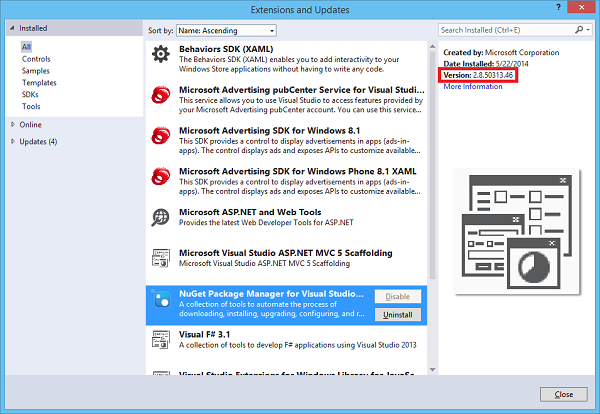 Extensions and Updates
Installed
All
Controls
Samples
Templates
SDKs
Tools
Online
Updates (4)
Sort by: Name: Ascending
Behaviors SDK (XAML)
The Behaviors SDK (XAML) enables you to add interactivity to your
Windows Store applications without having to write any code.
Microsoft Advertising pubCenter Service for Visual Studi...
This service allows you to use Visual Studio to access features provided by
your Microsoft Advertising pubCenter account. You can use this service...
Microsoft Advertising SDK for Windows 8.1
This SDK provides a control to display advertisements in apps (ads-in-
apps). The control displays ads and exposes APIs to customize available...
Microsoft Advertising SDK for Windows Phone 8.1 XAML
This SDK provides a control to display advertisements in apps (ads-in-
apps). The control displays ads and exposes APIs to customize available...
Microsoft ASP.NET and Web Tools
Provides the latest Web Developer Tools for ASP.NET
Microsoft Visual Studio ASP.NET MVC 5 Scaffolding
Microsoft Visual Studio ASP.NET MVC 5 Scaffolding
NuGet Package Manager for Visual Studio...
A collection of tools to automate the process of
downloading, installing, upgrading, configuring, and r...
Disable
Uninstall
Visual F# 3.1
A collection of tools to develop F# applications using Visual Studio 2013
Visual Studio Extensions for Windows Library for JavaSc...
Search Installed (Ctrl+E)
Created by: Microsoft Corporation
Date Installed: 5/22/2014
Version: 2.8.50313.46
More Information
Close